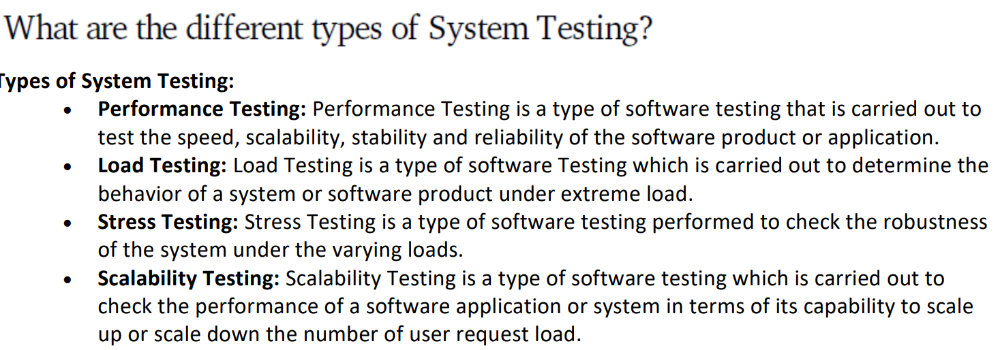 What are the different types of System Testing?
Types of System Testing:
• Performance Testing: Performance Testing is a type of software testing that is carried out to
test the speed, scalability, stability and reliability of the software product or application.
• Load Testing: Load Testing is a type of software Testing which is carried out to determine the
behavior of a system or software product under extreme load.
• Stress Testing: Stress Testing is a type of software testing performed to check the robustness
of the system under the varying loads.
• Scalability Testing: Scalability Testing is a type of software testing which is carried out to
check the performance of a software application or system in terms of its capability to scale
up or scale down the number of user request load.